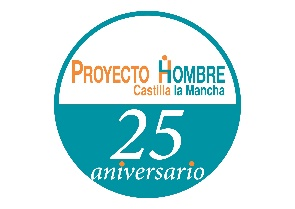 PROYECTO HOMBRE
Castilla la Mancha
25
aniversario